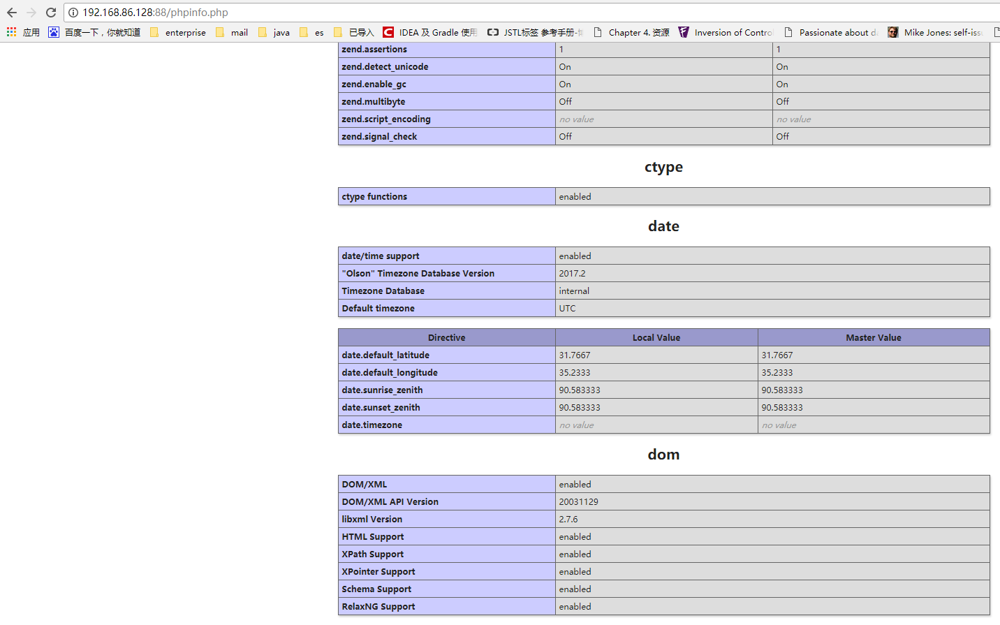 192.168.86.128:88/phpinfo.php
应用 百度一下，你就知道 enterprise mail java es 已导入 IDEA 及 Gradle 使用 JSTL标签 参考手册 Chapter 4. 资源 Inversion of Contro Passionate about d Mike Jones: self-iss
zend.assertions 1 1
zend.detect_unicode On On
zend.enable_gc On On
zend.multibyte Off Off
zend.script_encoding no value no value
zend.signal_check Off Off
ctype
ctype functions enabled
date
date/time support enabled
"Olson" Timezone Database Version 2017.2
Timezone Database internal
Default timezone UTC
Directive Local Value Master Value
date.default_latitude 31.7667 31.7667
date.default_longitude 35.2333 35.2333
date.sunrise_zenith 90.583333 90.583333
date.sunset_zenith 90.583333 90.583333
date.timezone no value no value
dom
DOM/XML enabled
DOM/XML API Version 20031129
libxml Version 2.7.6
HTML Support enabled
XPath Support enabled
XPointer Support enabled
Schema Support enabled
RelaxNG Support enabled